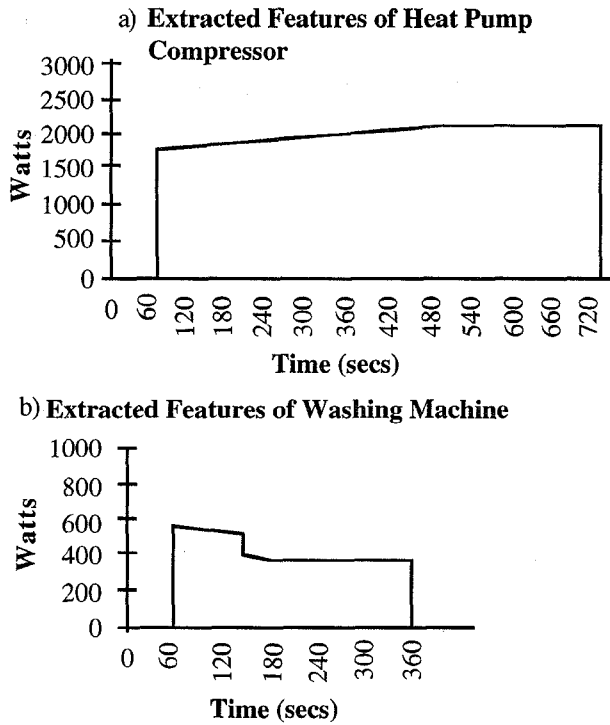 a) Extracted Features of Heat Pump
Compressor
3000
2500
2000
1500
1000
500
0
Watts
0 60 120 180 240 300 360 420 480 540 600 660 720
Time (secs)
b) Extracted Features of Washing Machine
1000
800
600
400
200
0
Watts
0 60 120 180 240 300 360
Time (secs)